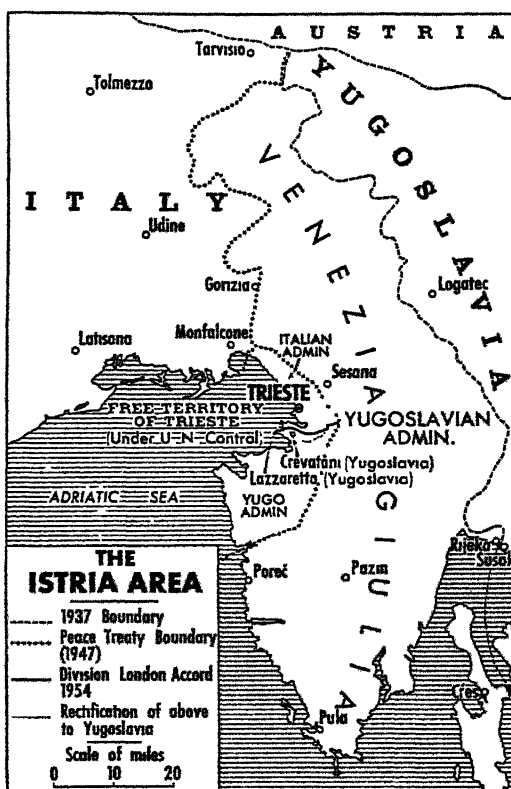 AUSTRIA
Tarvisio
YUGOSLAVIA
Tolmezzo
VENEZIA GIULIA
ITALY
Udine
Gorizia
Logatec
Latisana
Monfalcone
ITALIAN
ADMIN
Sesana
TRIESTE
FREE TERRITORY
OF TRIESTE
(Under U-N-Control)
YUGOSLAVIAN
ADMIN.
Crevatini (Yugoslavia)
Lazzaretta (Yugoslavia)
ADRIATIC SEA
YUGO
ADMIN
Rijeka
Susak
Poreč
Pazin
Cres
Pula
THE
ISTRIA AREA
1937 Boundary
Peace Treaty Boundary
(1947)
Division London Accord
1954
Rectification of above
to Yugoslavia
Scale of miles
0 10 20